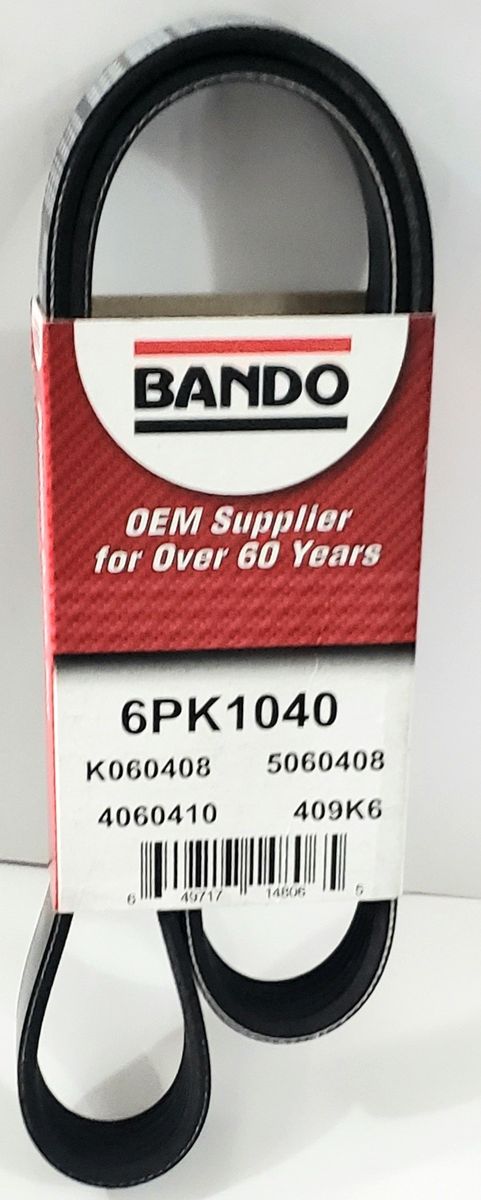 BANDO
OEM Supplier
for Over 60 Years
6PK1040
K060408 5060408
4060410 409K6
6 49717 14806 5